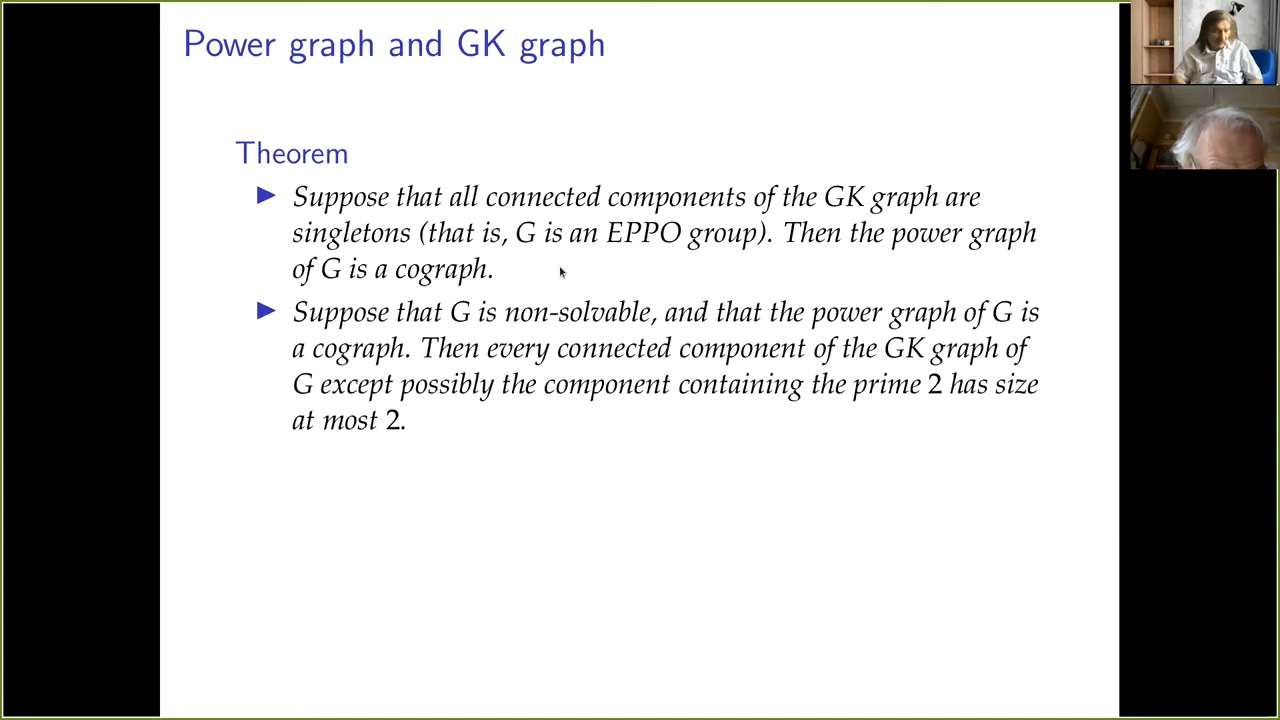 Power graph and GK graph
Theorem
▶ Suppose that all connected components of the GK graph are
singletons (that is, G is an EPPO group). Then the power graph
of G is a cograph.
▶ Suppose that G is non-solvable, and that the power graph of G is
a cograph. Then every connected component of the GK graph of
G except possibly the component containing the prime 2 has size
at most 2.